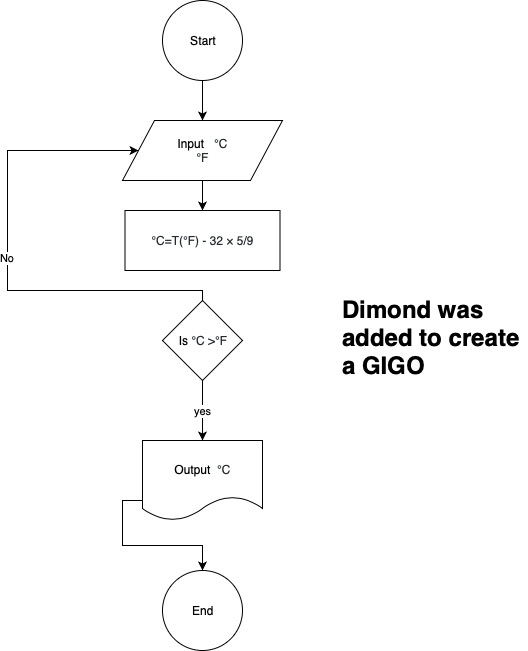 Start
Input °C
°F
°C=T(°F) - 32 × 5/9
No
Is °C >°F
Dimond was
added to create
a GIGO
yes
Output °C
End